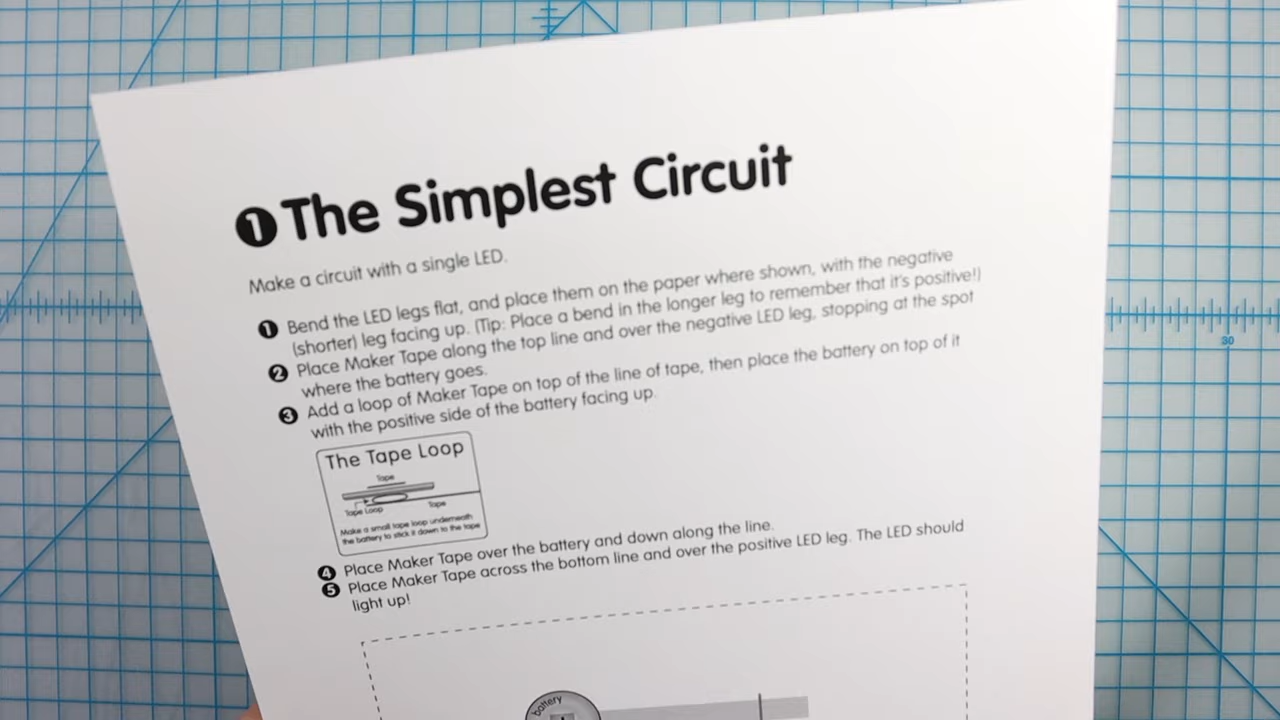 1 The Simplest Circuit
Make a circuit with a single LED.
1 Bend the LED legs flat, and place them on the paper where shown, with the negative
(shorter) leg facing up. (Tip: Place a bend in the longer leg to remember that it's positive!)
2 Place Maker Tape along the top line and over the negative LED leg, stopping at the spot
where the battery goes.
3 Add a loop of Maker Tape on top of the line of tape, then place the battery on top of it
with the positive side of the battery facing up.
The Tape Loop
Tape
Tape Loop
Tape
Make a small tape loop underneath
the battery to stick it down to the tape
4 Place Maker Tape over the battery and down along the line.
5 Place Maker Tape across the bottom line and over the positive LED leg. The LED should
light up!
battery
30